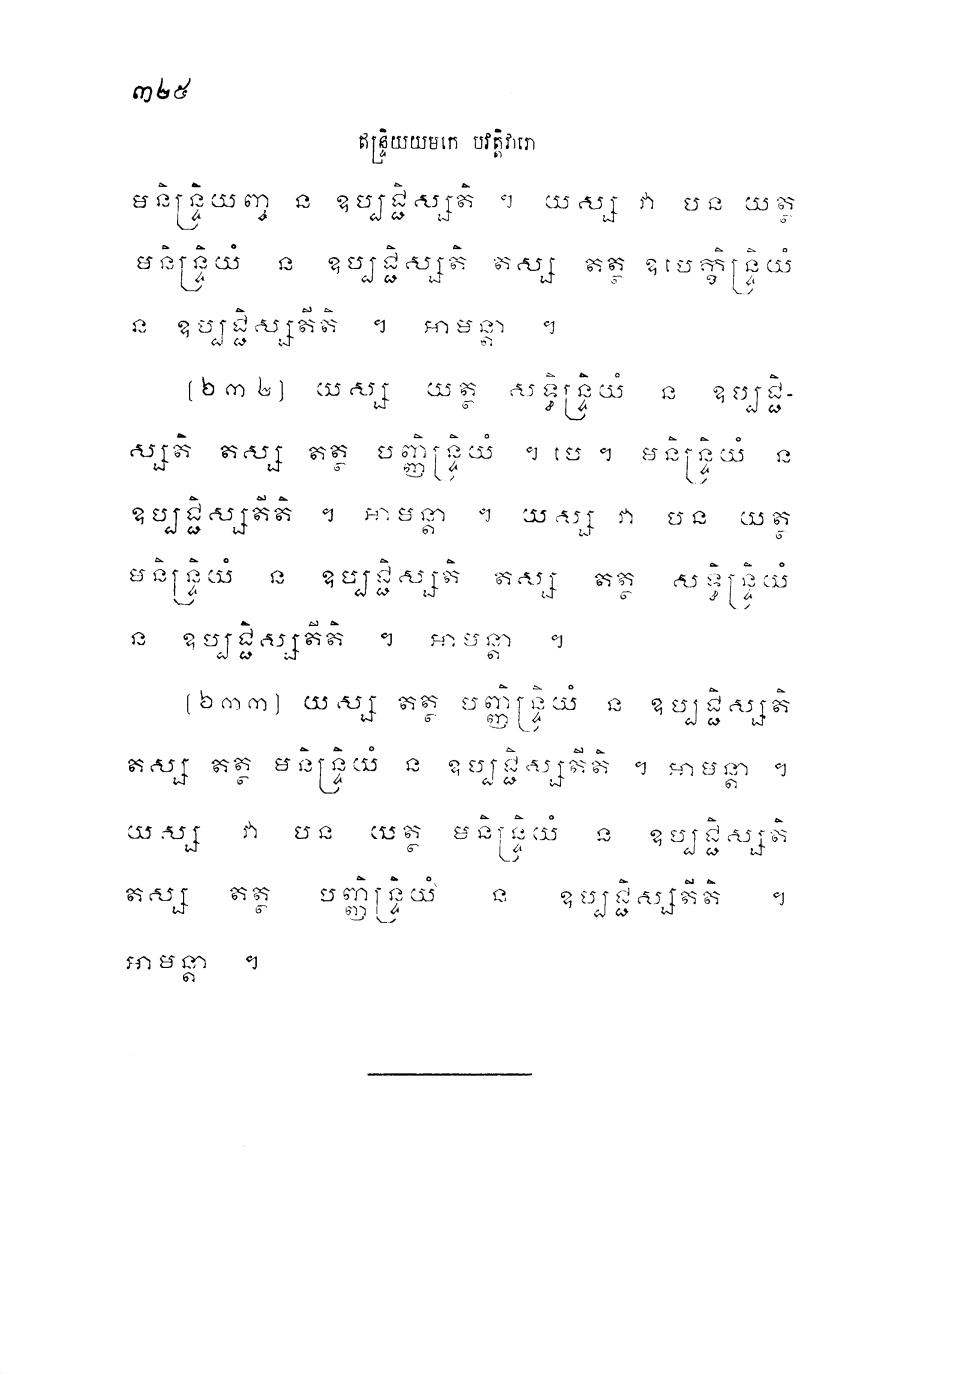 ៣២៥
ឥន្ទ្រិយយមកេ បវត្តិវារោ
មនិន្ទ្រិយញ្ច ន ឧប្បជ្ជិស្សតិ ។ យស្ស វា បន យត្ថ
មនិន្ទ្រិយំ ន ឧប្បជ្ជិស្សតិ តស្ស តត្ថ ឧបេក្ខិន្ទ្រិយំ
ន ឧប្បជ្ជិស្សតីតិ ។ អាមន្តា ។
(២៣២) យស្ស យត្ថ សទ្ធិន្ទ្រិយំ ន ឧប្បជ្ជិ-
ស្សតិ តស្ស តត្ថ បញ្ញិន្ទ្រិយំ ។ បេ ។ មនិន្ទ្រិយំ ន
ឧប្បជ្ជិស្សតីតិ ។ អាមន្តា ។ យស្ស វា បន យត្ថ
មនិន្ទ្រិយំ ន ឧប្បជ្ជិស្សតិ តស្ស តត្ថ សទ្ធិន្ទ្រិយំ
ន ឧប្បជ្ជិស្សតីតិ ។ អាមន្តា ។
(២៣៣) យស្ស តត្ថ បញ្ញិន្ទ្រិយំ ន ឧប្បជ្ជិស្សតិ
តស្ស តត្ថ មនិន្ទ្រិយំ ន ឧប្បជ្ជិស្សតីតិ ។ អាមន្តា ។
យស្ស វា បន យត្ថ មនិន្ទ្រិយំ ន ឧប្បជ្ជិស្សតិ
តស្ស តត្ថ បញ្ញិន្ទ្រិយំ ន ឧប្បជ្ជិស្សតីតិ ។
អាមន្តា ។